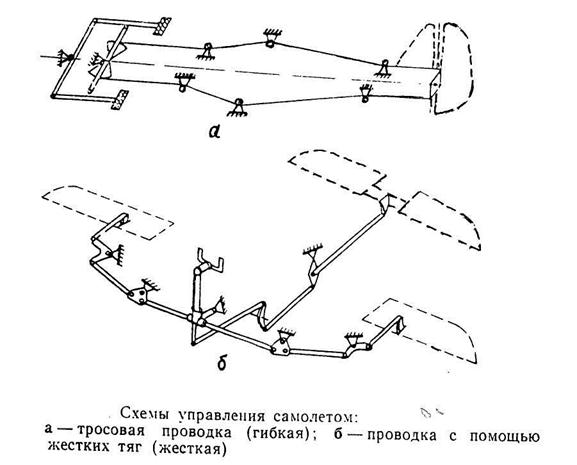 а
б
Схемы управления самолетом:
а — тросовая проводка (гибкая); б — проводка с помощью
жестких тяг (жесткая)